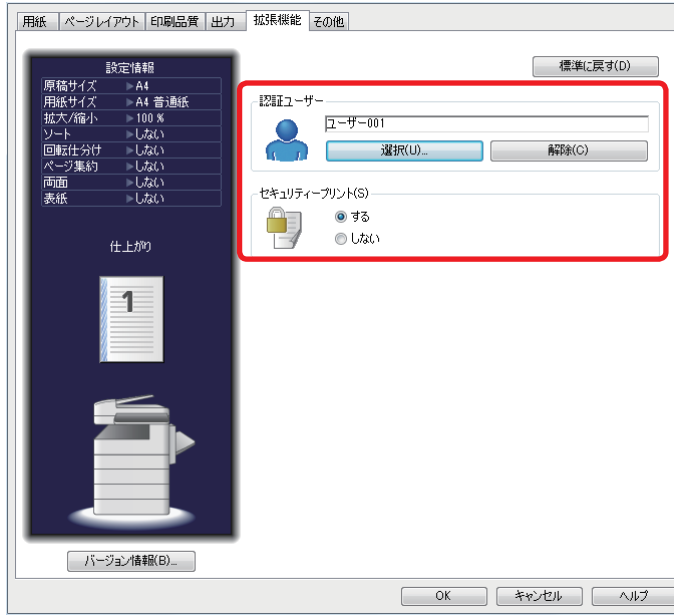 用紙 ページレイアウト 印刷品質 出力 拡張機能 その他
標準に戻す(D)
設定情報
原稿サイズ ▶A4
用紙サイズ ▶A4 普通紙
拡大/縮小 ▶100 %
ソート ▶しない
回転仕分け ▶しない
ページ集約 ▶しない
両面 ▶しない
表紙 ▶しない
仕上がり
1
バージョン情報(B)...
認証ユーザー
ユーザー001
選択(U)... 解除(C)
セキュリティープリント(S)
する
しない
OK キャンセル ヘルプ